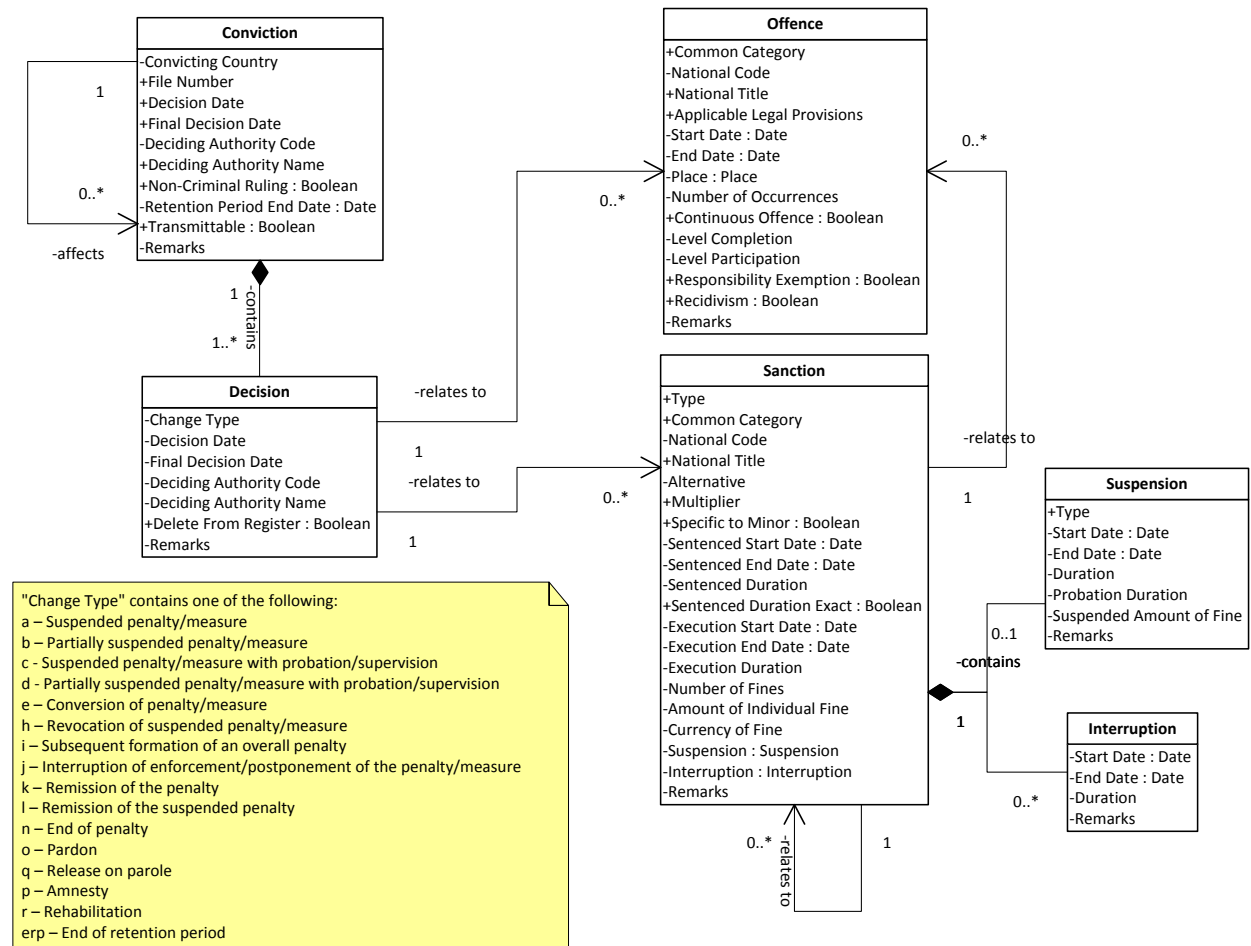 Conviction
-Convicting Country
+File Number
+Decision Date
+Final Decision Date
-Deciding Authority Code
+Deciding Authority Name
+Non-Criminal Ruling : Boolean
-Retention Period End Date : Date
+Transmittable : Boolean
-Remarks
1
0..*
-affects
1
-contains
1..*
Decision
-Change Type
-Decision Date
-Final Decision Date
-Deciding Authority Code
-Deciding Authority Name
+Delete From Register : Boolean
-Remarks
-relates to
1
0..*
-relates to
1
0..*
Offence
+Common Category
-National Code
+National Title
+Applicable Legal Provisions
-Start Date : Date
-End Date : Date
-Place : Place
-Number of Occurrences
+Continuous Offence : Boolean
-Level Completion
-Level Participation
+Responsibility Exemption : Boolean
+Recidivism : Boolean
-Remarks
0..*
-relates to
1
Sanction
+Type
+Common Category
-National Code
+National Title
-Alternative
+Multiplier
+Specific to Minor : Boolean
-Sentenced Start Date : Date
-Sentenced End Date : Date
-Sentenced Duration
+Sentenced Duration Exact : Boolean
-Execution Start Date : Date
-Execution End Date : Date
-Execution Duration
-Number of Fines
-Amount of Individual Fine
-Currency of Fine
-Suspension : Suspension
-Interruption : Interruption
-Remarks
0..*
-relates to
1
Suspension
+Type
-Start Date : Date
-End Date : Date
-Duration
-Probation Duration
-Suspended Amount of Fine
-Remarks
0..1
-contains
1
0..*
Interruption
-Start Date : Date
-End Date : Date
-Duration
-Remarks
"Change Type" contains one of the following:
a – Suspended penalty/measure
b – Partially suspended penalty/measure
c - Suspended penalty/measure with probation/supervision
d - Partially suspended penalty/measure with probation/supervision
e – Conversion of penalty/measure
h – Revocation of suspended penalty/measure
i – Subsequent formation of an overall penalty
j – Interruption of enforcement/postponement of the penalty/measure
k – Remission of the penalty
l – Remission of the suspended penalty
n – End of penalty
o – Pardon
q – Release on parole
p – Amnesty
r – Rehabilitation
erp – End of retention period